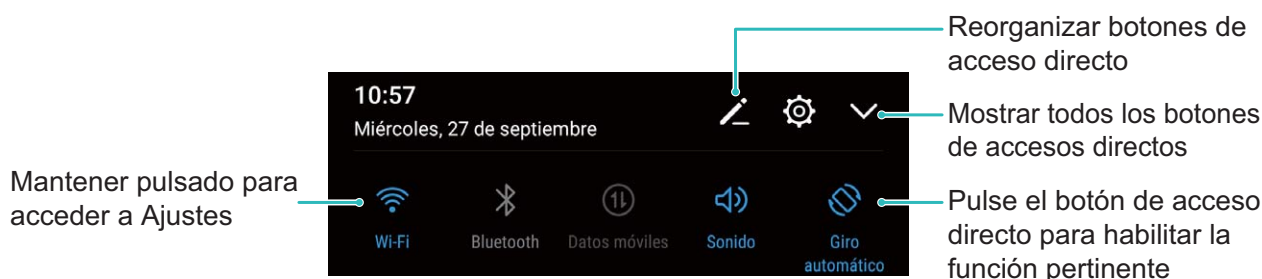 Reorganizar botones de
acceso directo
10:57
Miércoles, 27 de septiembre
Mostrar todos los botones
de accesos directos
Mantener pulsado para
acceder a Ajustes
Wi-Fi
Bluetooth
Datos móviles
Sonido
Giro
automático
Pulse el botón de acceso
directo para habilitar la
función pertinente